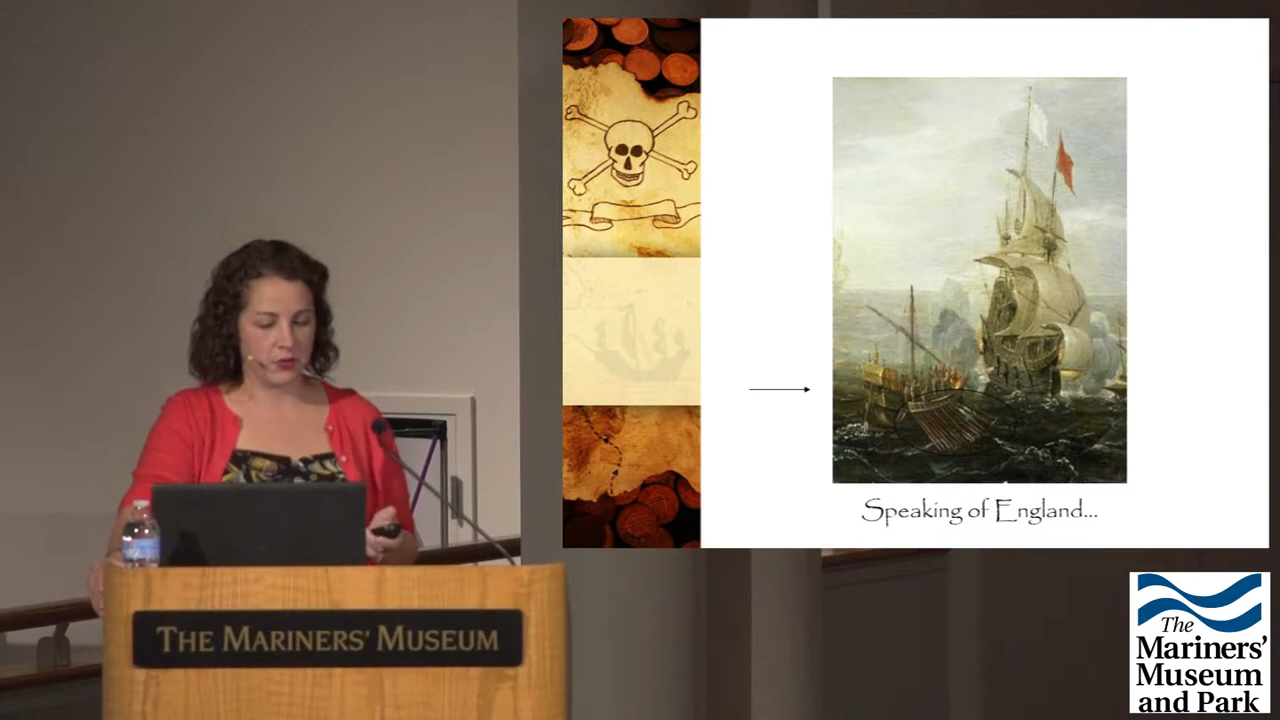 Speaking of England...
THE MARINERS' MUSEUM
The
Mariners'
Museum
and Park